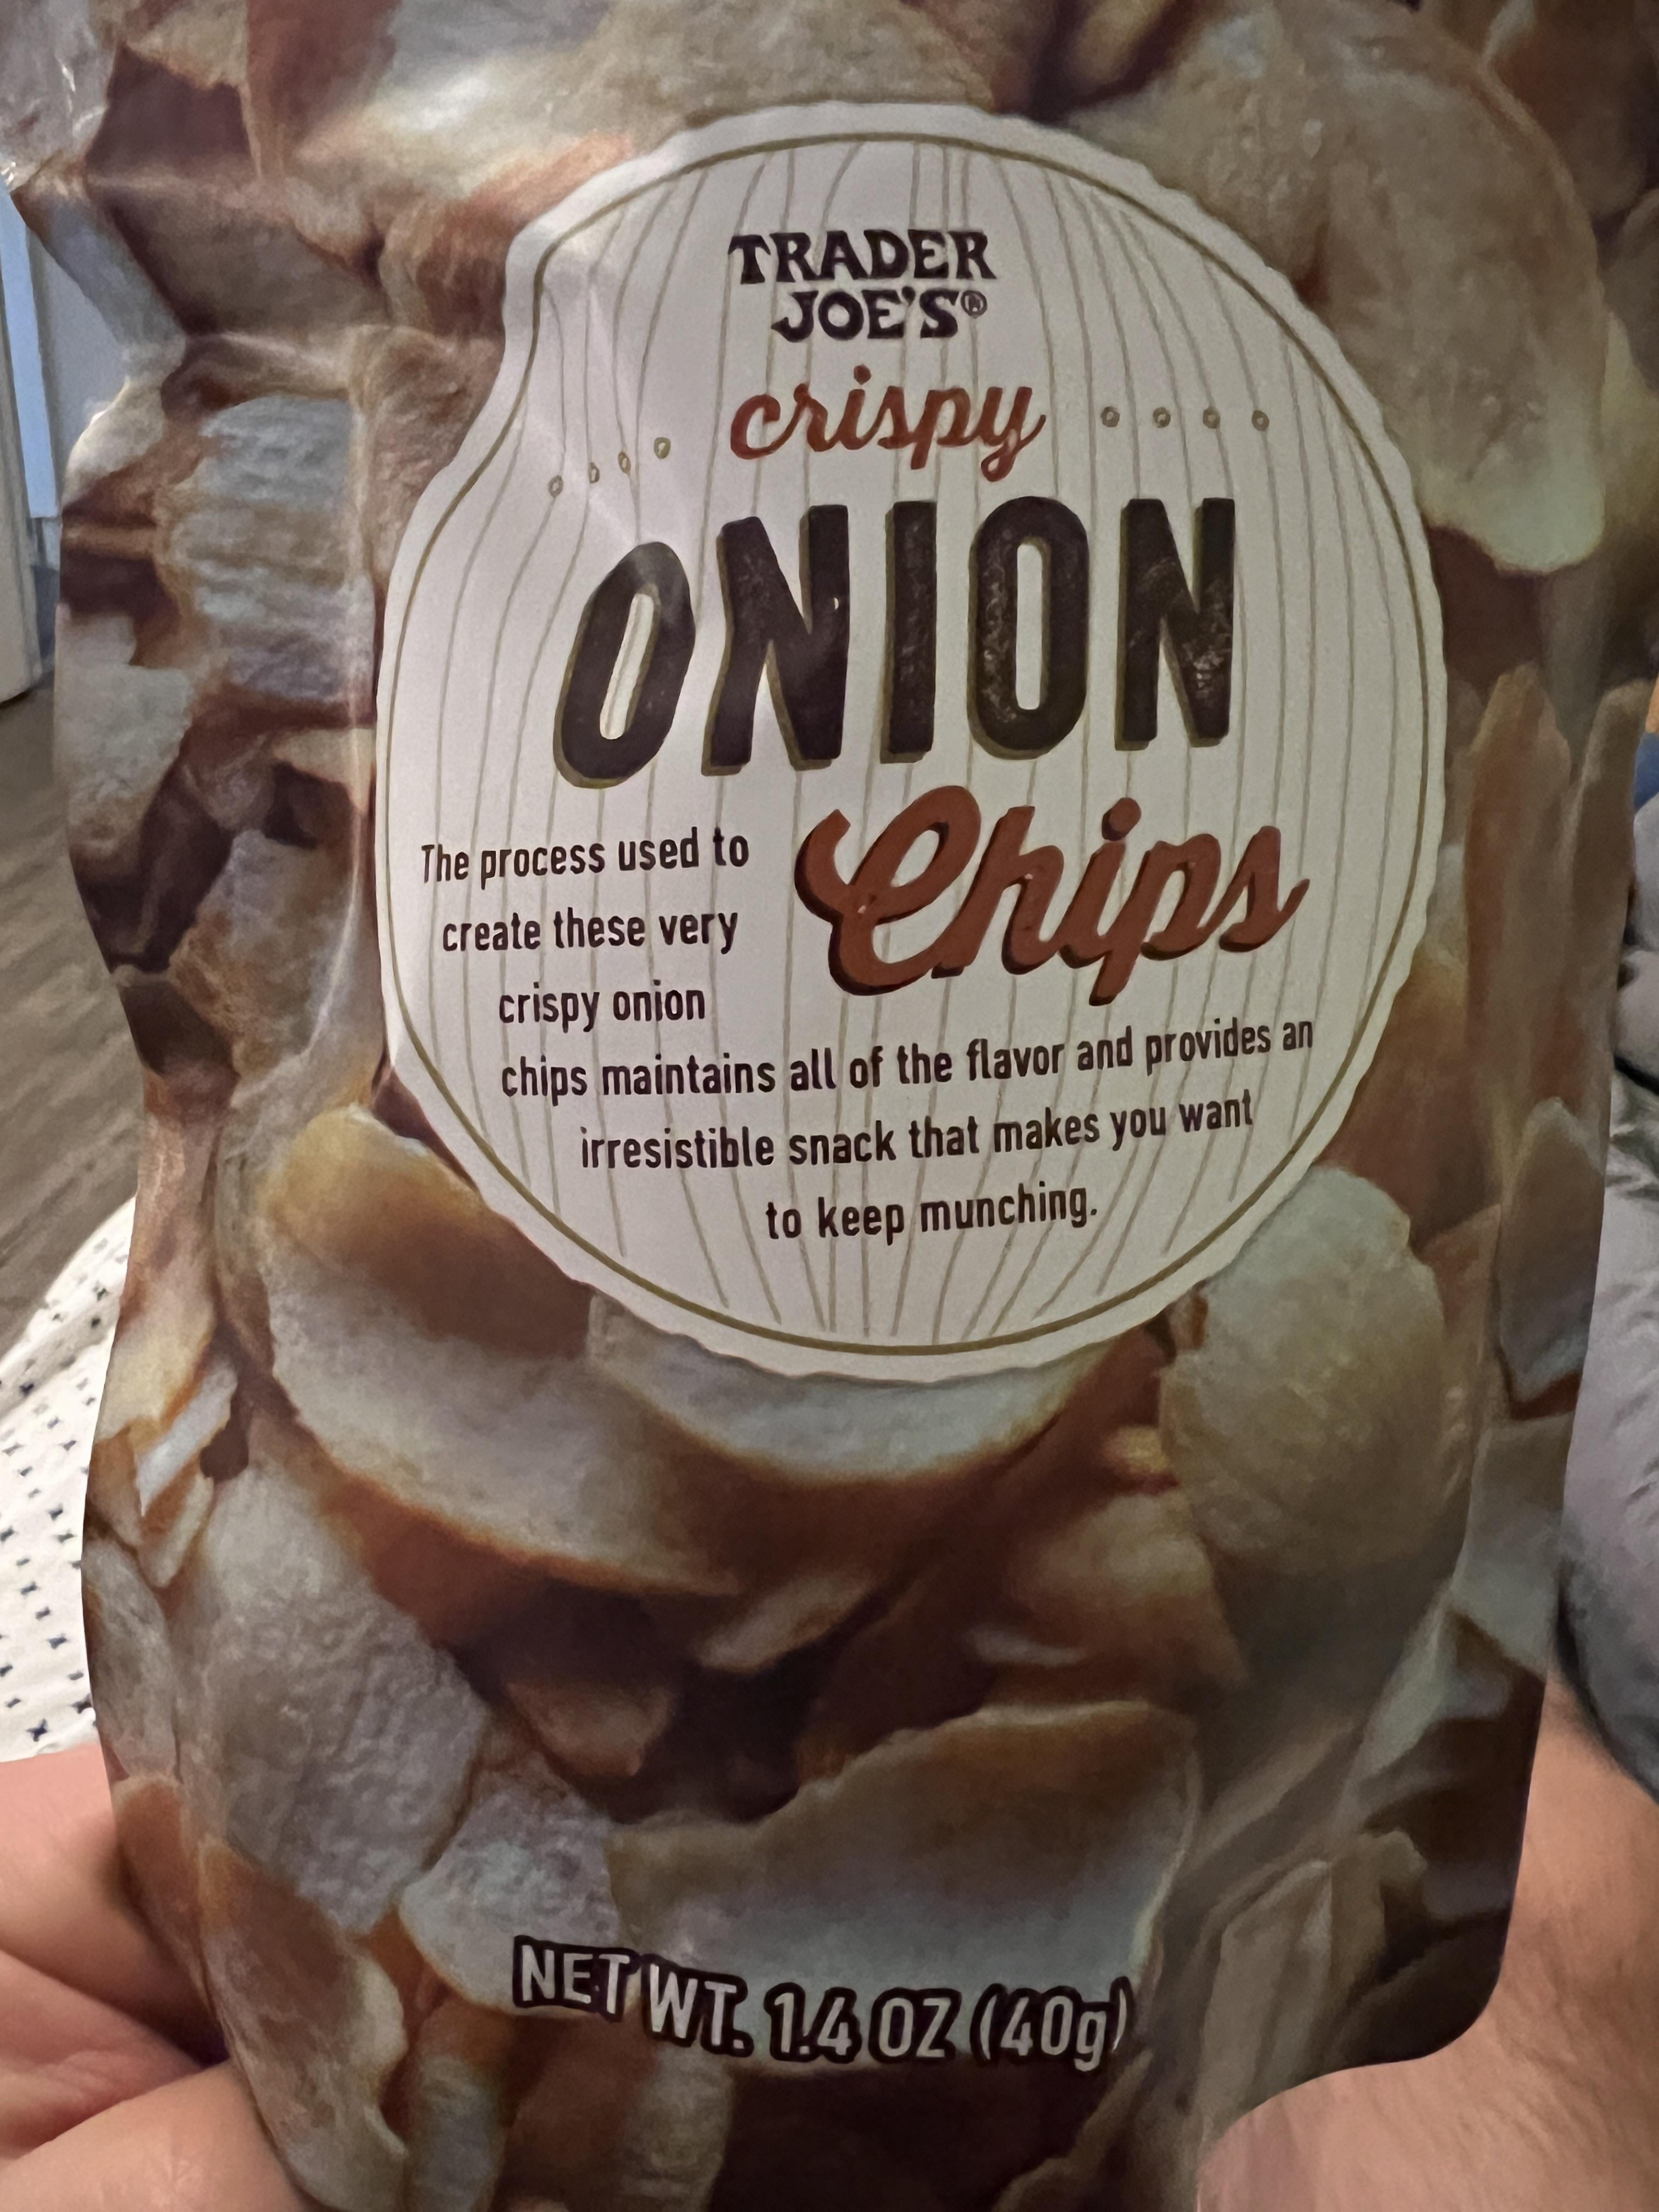 TRADER
JOE'S®
crispy
ONION
Chips
The process used to
create these very
crispy onion
chips maintains all of the flavor and provides an
irresistible snack that makes you want
to keep munching.
NET WT. 1.4 OZ (40g)